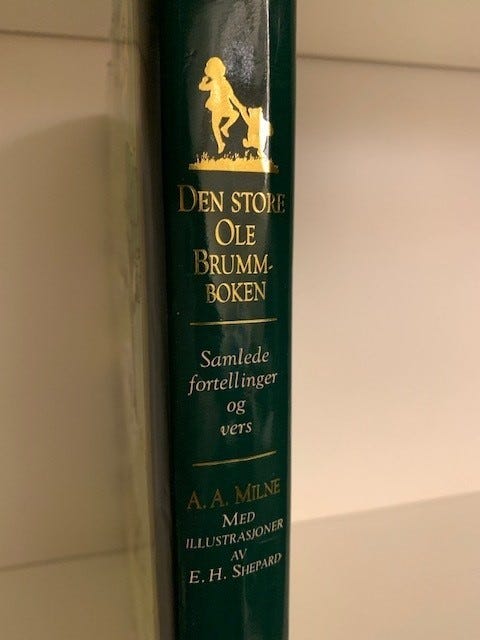 DEN STORE
OLE
BRUMM-
BOKEN
Samlede
fortellinger
og
vers
A. A. MILNE
MED
ILLUSTRASJONER
AV
E. H. SHEPARD